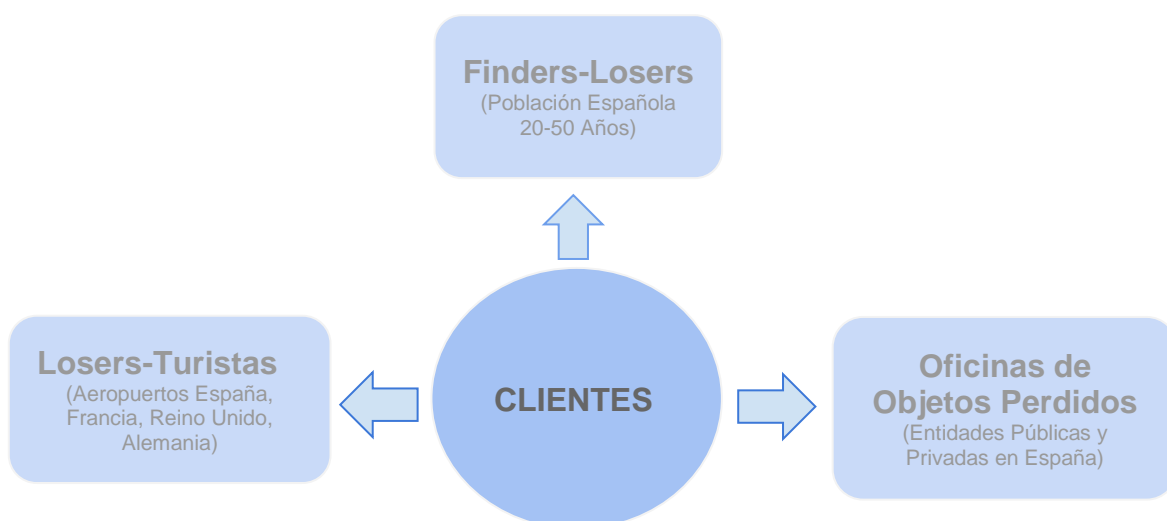 Finders-Losers
(Población Española
20-50 Años)
Losers-Turistas
(Aeropuertos España,
Francia, Reino Unido,
Alemania)
CLIENTES
Oficinas de
Objetos Perdidos
(Entidades Públicas y
Privadas en España)